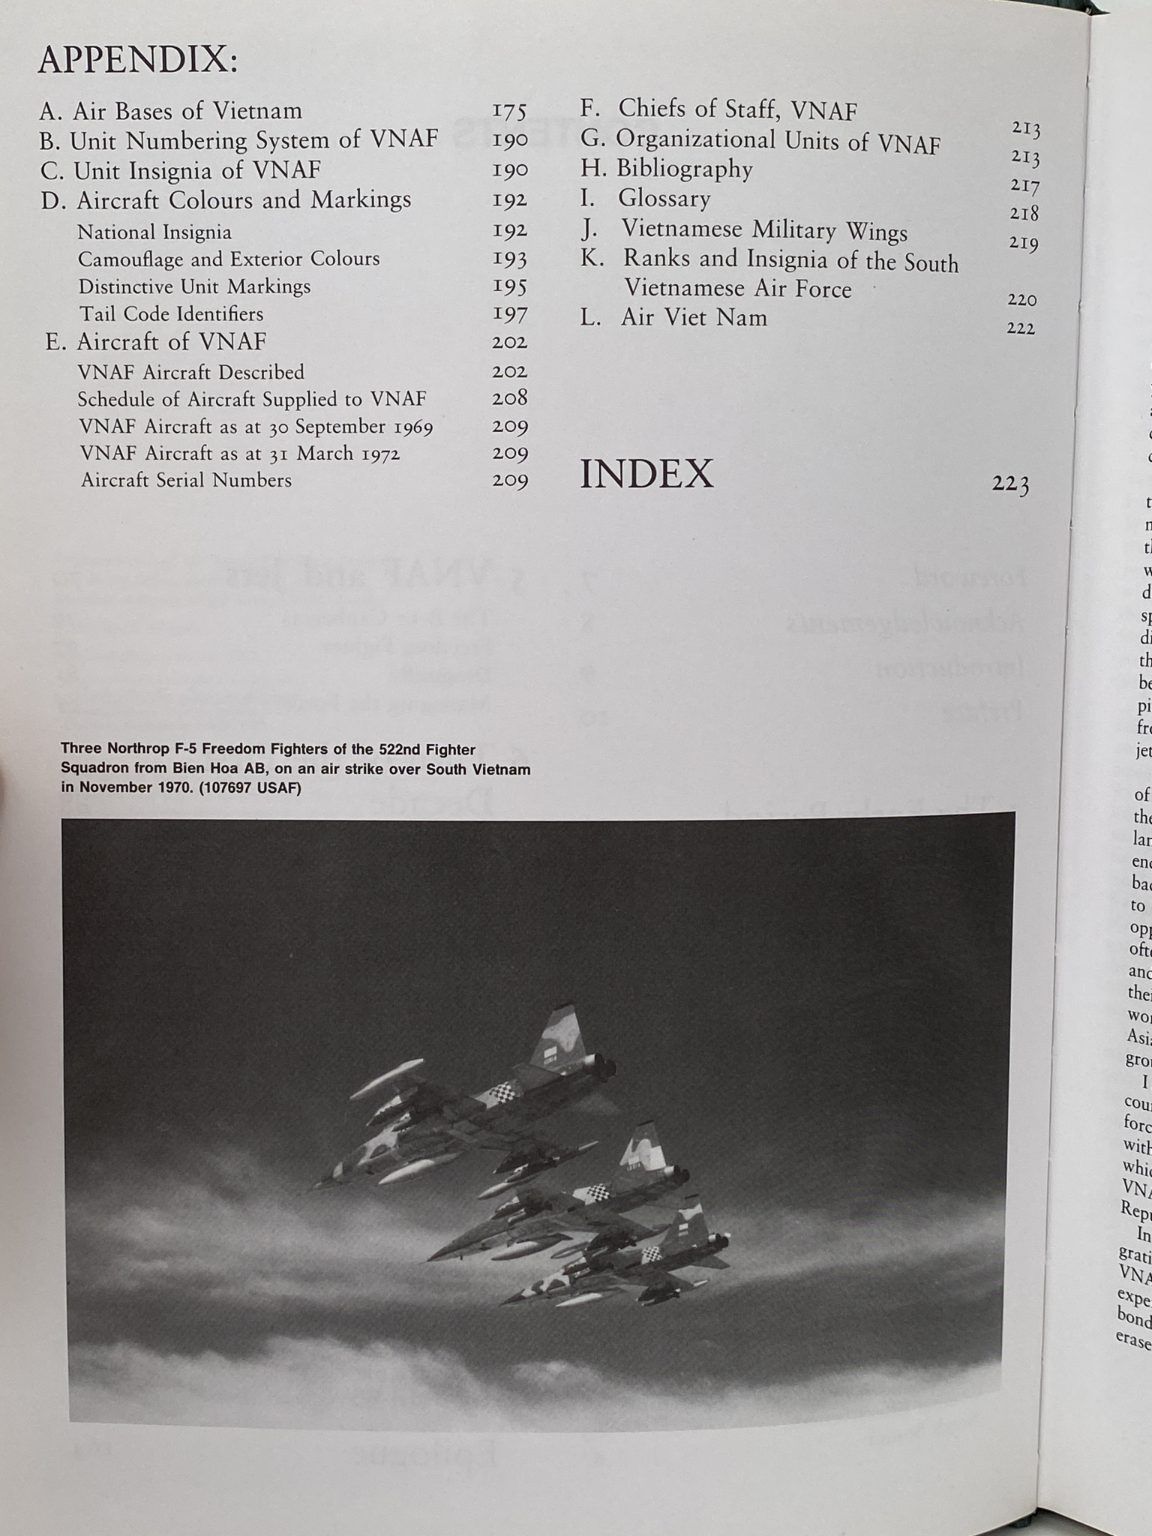 APPENDIX:
A. Air Bases of Vietnam 175
B. Unit Numbering System of VNAF 190
C. Unit Insignia of VNAF 190
D. Aircraft Colours and Markings 192
National Insignia 192
Camouflage and Exterior Colours 193
Distinctive Unit Markings 195
Tail Code Identifiers 197
E. Aircraft of VNAF 202
VNAF Aircraft Described 202
Schedule of Aircraft Supplied to VNAF 208
VNAF Aircraft as at 30 September 1969 209
VNAF Aircraft as at 31 March 1972 209
Aircraft Serial Numbers 209
F. Chiefs of Staff, VNAF 213
G. Organizational Units of VNAF 213
H. Bibliography 217
I. Glossary 218
J. Vietnamese Military Wings 219
K. Ranks and Insignia of the South
Vietnamese Air Force 220
L. Air Viet Nam 222
INDEX 223
Three Northrop F-5 Freedom Fighters of the 522nd Fighter
Squadron from Bien Hoa AB, on an air strike over South Vietnam
in November 1970. (107697 USAF)